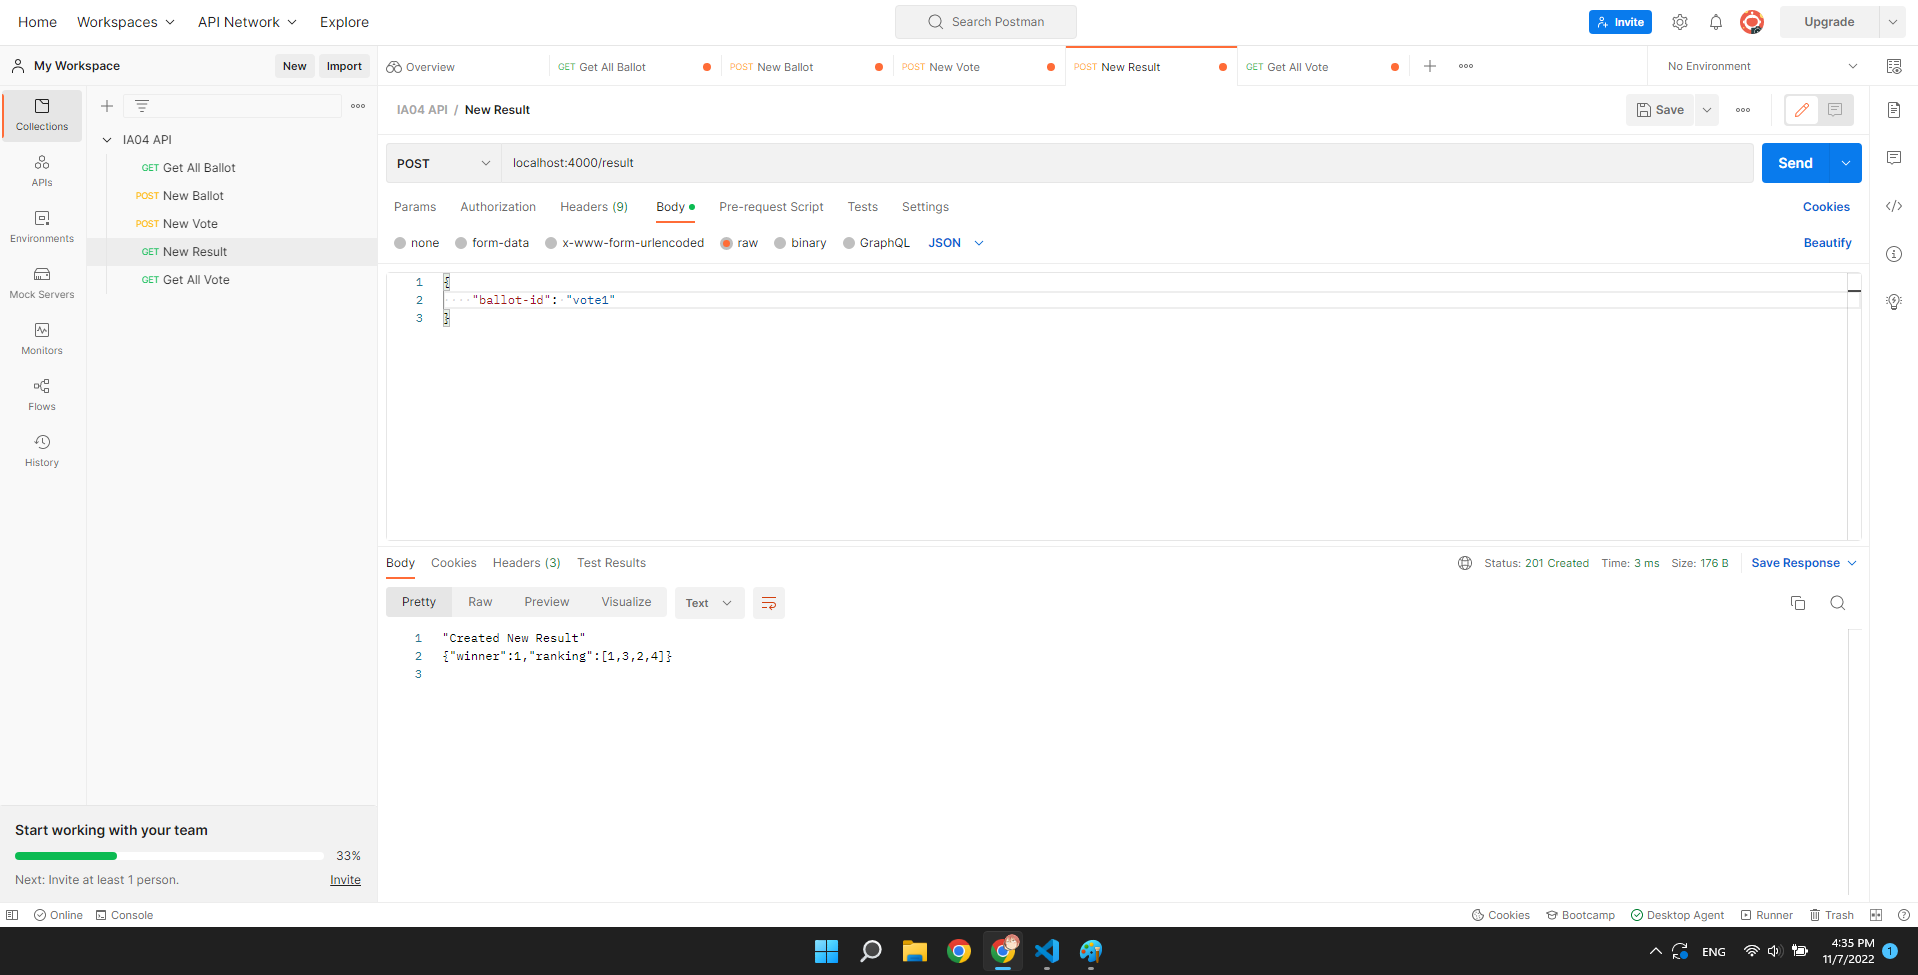 Home Workspaces API Network Explore
Search Postman
Invite
Upgrade
My Workspace
New Import
Overview
GET Get All Ballot
POST New Ballot
POST New Vote
POST New Result
GET Get All Vote
No Environment
Collections
APIs
Environments
Mock Servers
Monitors
Flows
History
IA04 API
GET Get All Ballot
POST New Ballot
POST New Vote
GET New Result
GET Get All Vote
IA04 API / New Result
Save
POST localhost:4000/result
Send
Params Authorization Headers (9) Body Pre-request Script Tests Settings
Cookies
none form-data x-www-form-urlencoded raw binary GraphQL JSON
Beautify
1 {
2 "ballot-id": "vote1"
3 }
Body Cookies Headers (3) Test Results
Status: 201 Created Time: 3 ms Size: 176 B Save Response
Pretty Raw Preview Visualize Text
1 "Created New Result"
2 {"winner":1,"ranking":[1,3,2,4]}
3
Start working with your team
33%
Next: Invite at least 1 person. Invite
Online Console
Cookies Bootcamp Desktop Agent Runner Trash
ENG
4:35 PM
11/7/2022
1